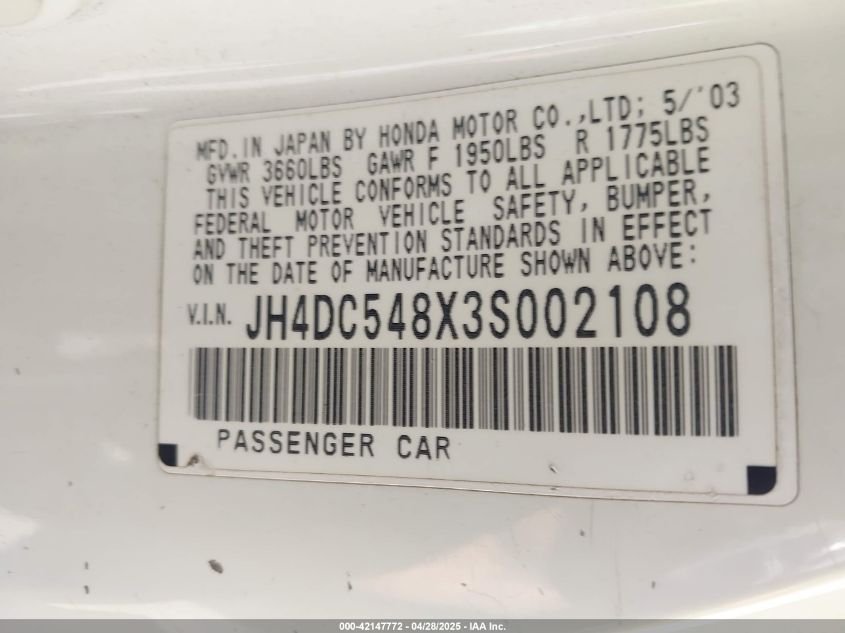 MFD.IN JAPAN BY HONDA MOTOR CO.,LTD; 5/'03
GVWR 3660LBS GAWR F 1950LBS R 1775LBS
THIS VEHICLE CONFORMS TO ALL APPLICABLE
FEDERAL MOTOR VEHICLE SAFETY, BUMPER,
AND THEFT PREVENTION STANDARDS IN EFFECT
ON THE DATE OF MANUFACTURE SHOWN ABOVE:
V.I.N. JH4DC548X3S002108
PASSENGER CAR
000-42147772 - 04/28/2025 - IAA Inc.